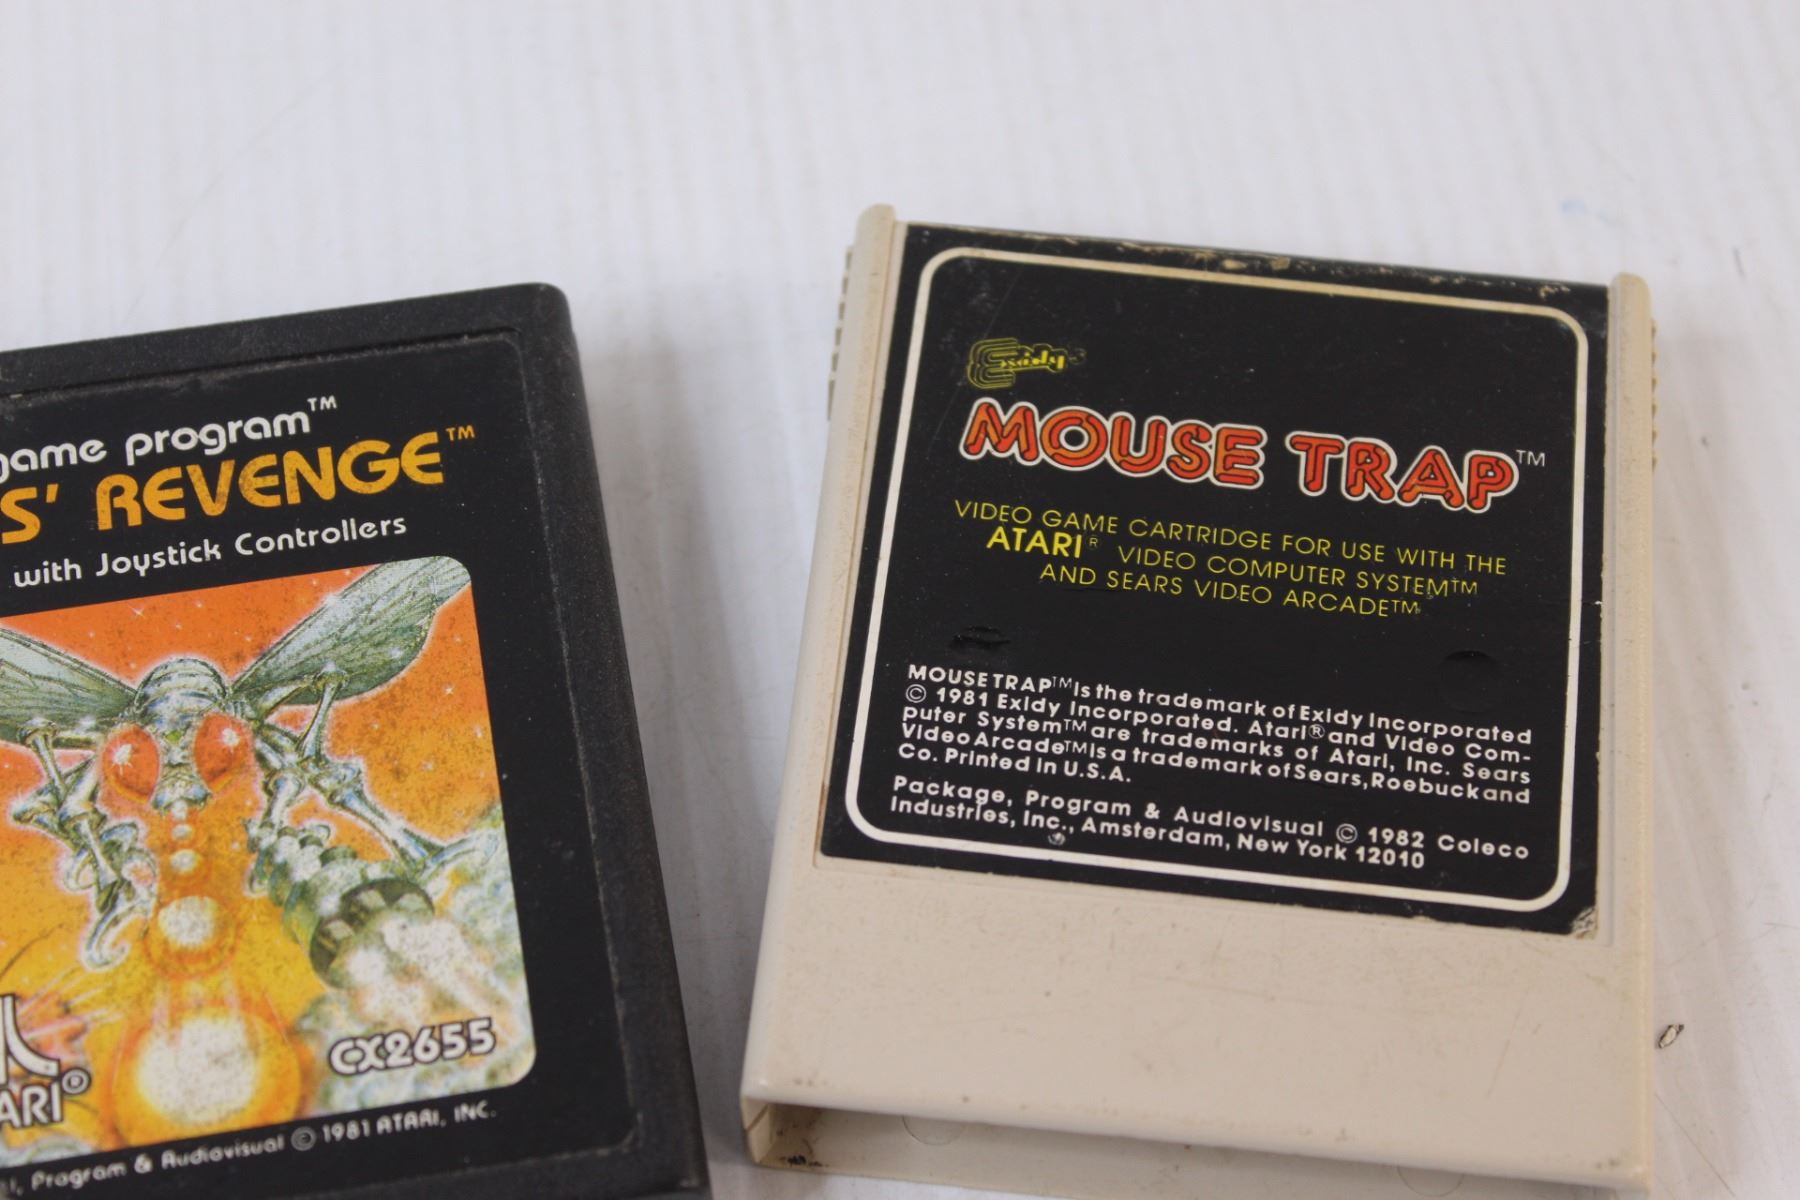 game program™
S' REVENGE™
with Joystick Controllers
CX2655
ARI®
Program & Audiovisual © 1981 ATARI, INC.
Exidy
MOUSE TRAP™
VIDEO GAME CARTRIDGE FOR USE WITH THE
ATARI® VIDEO COMPUTER SYSTEM™
AND SEARS VIDEO ARCADE™
MOUSE TRAP™ is the trademark of Exidy Incorporated
© 1981 Exidy Incorporated. Atari® and Video Com-
puter System™ are trademarks of Atari, Inc. Sears
Video Arcade™ is a trademark of Sears, Roebuck and
Co. Printed in U.S.A.
Package, Program & Audiovisual © 1982 Coleco
Industries, Inc., Amsterdam, New York 12010